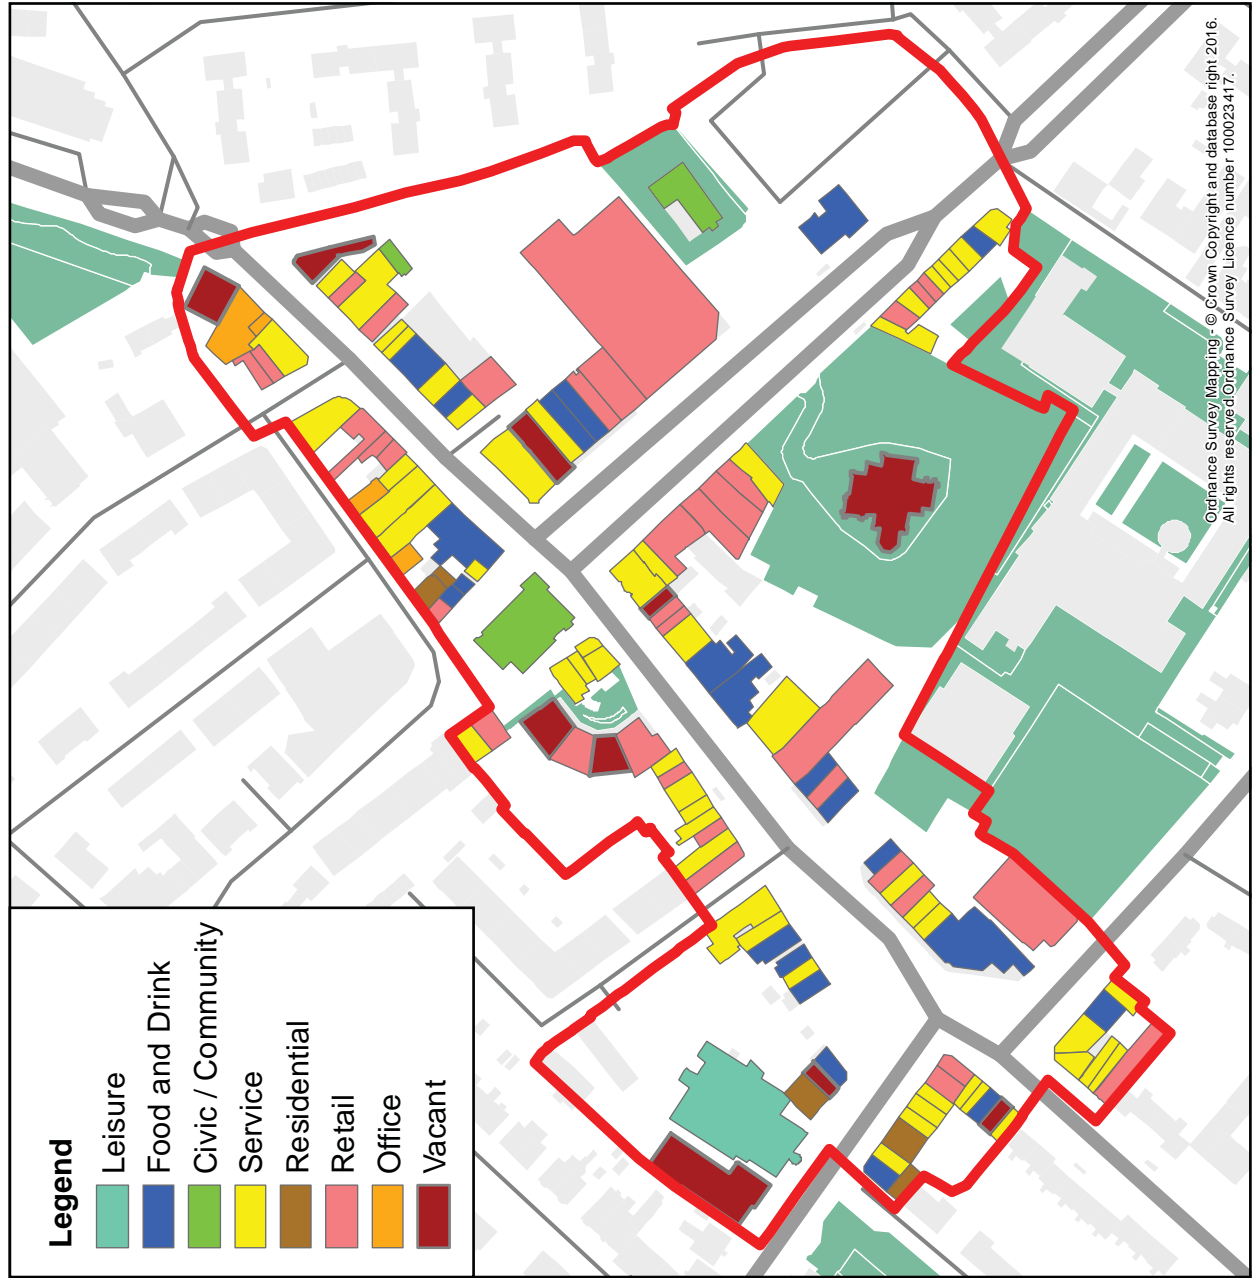 Legend
Leisure
Food and Drink
Civic / Community
Service
Residential
Retail
Office
Vacant
Ordnance Survey Mapping - © Crown Copyright and database right 2016.
All rights reserved.Ordnance Survey Licence number 100023417.